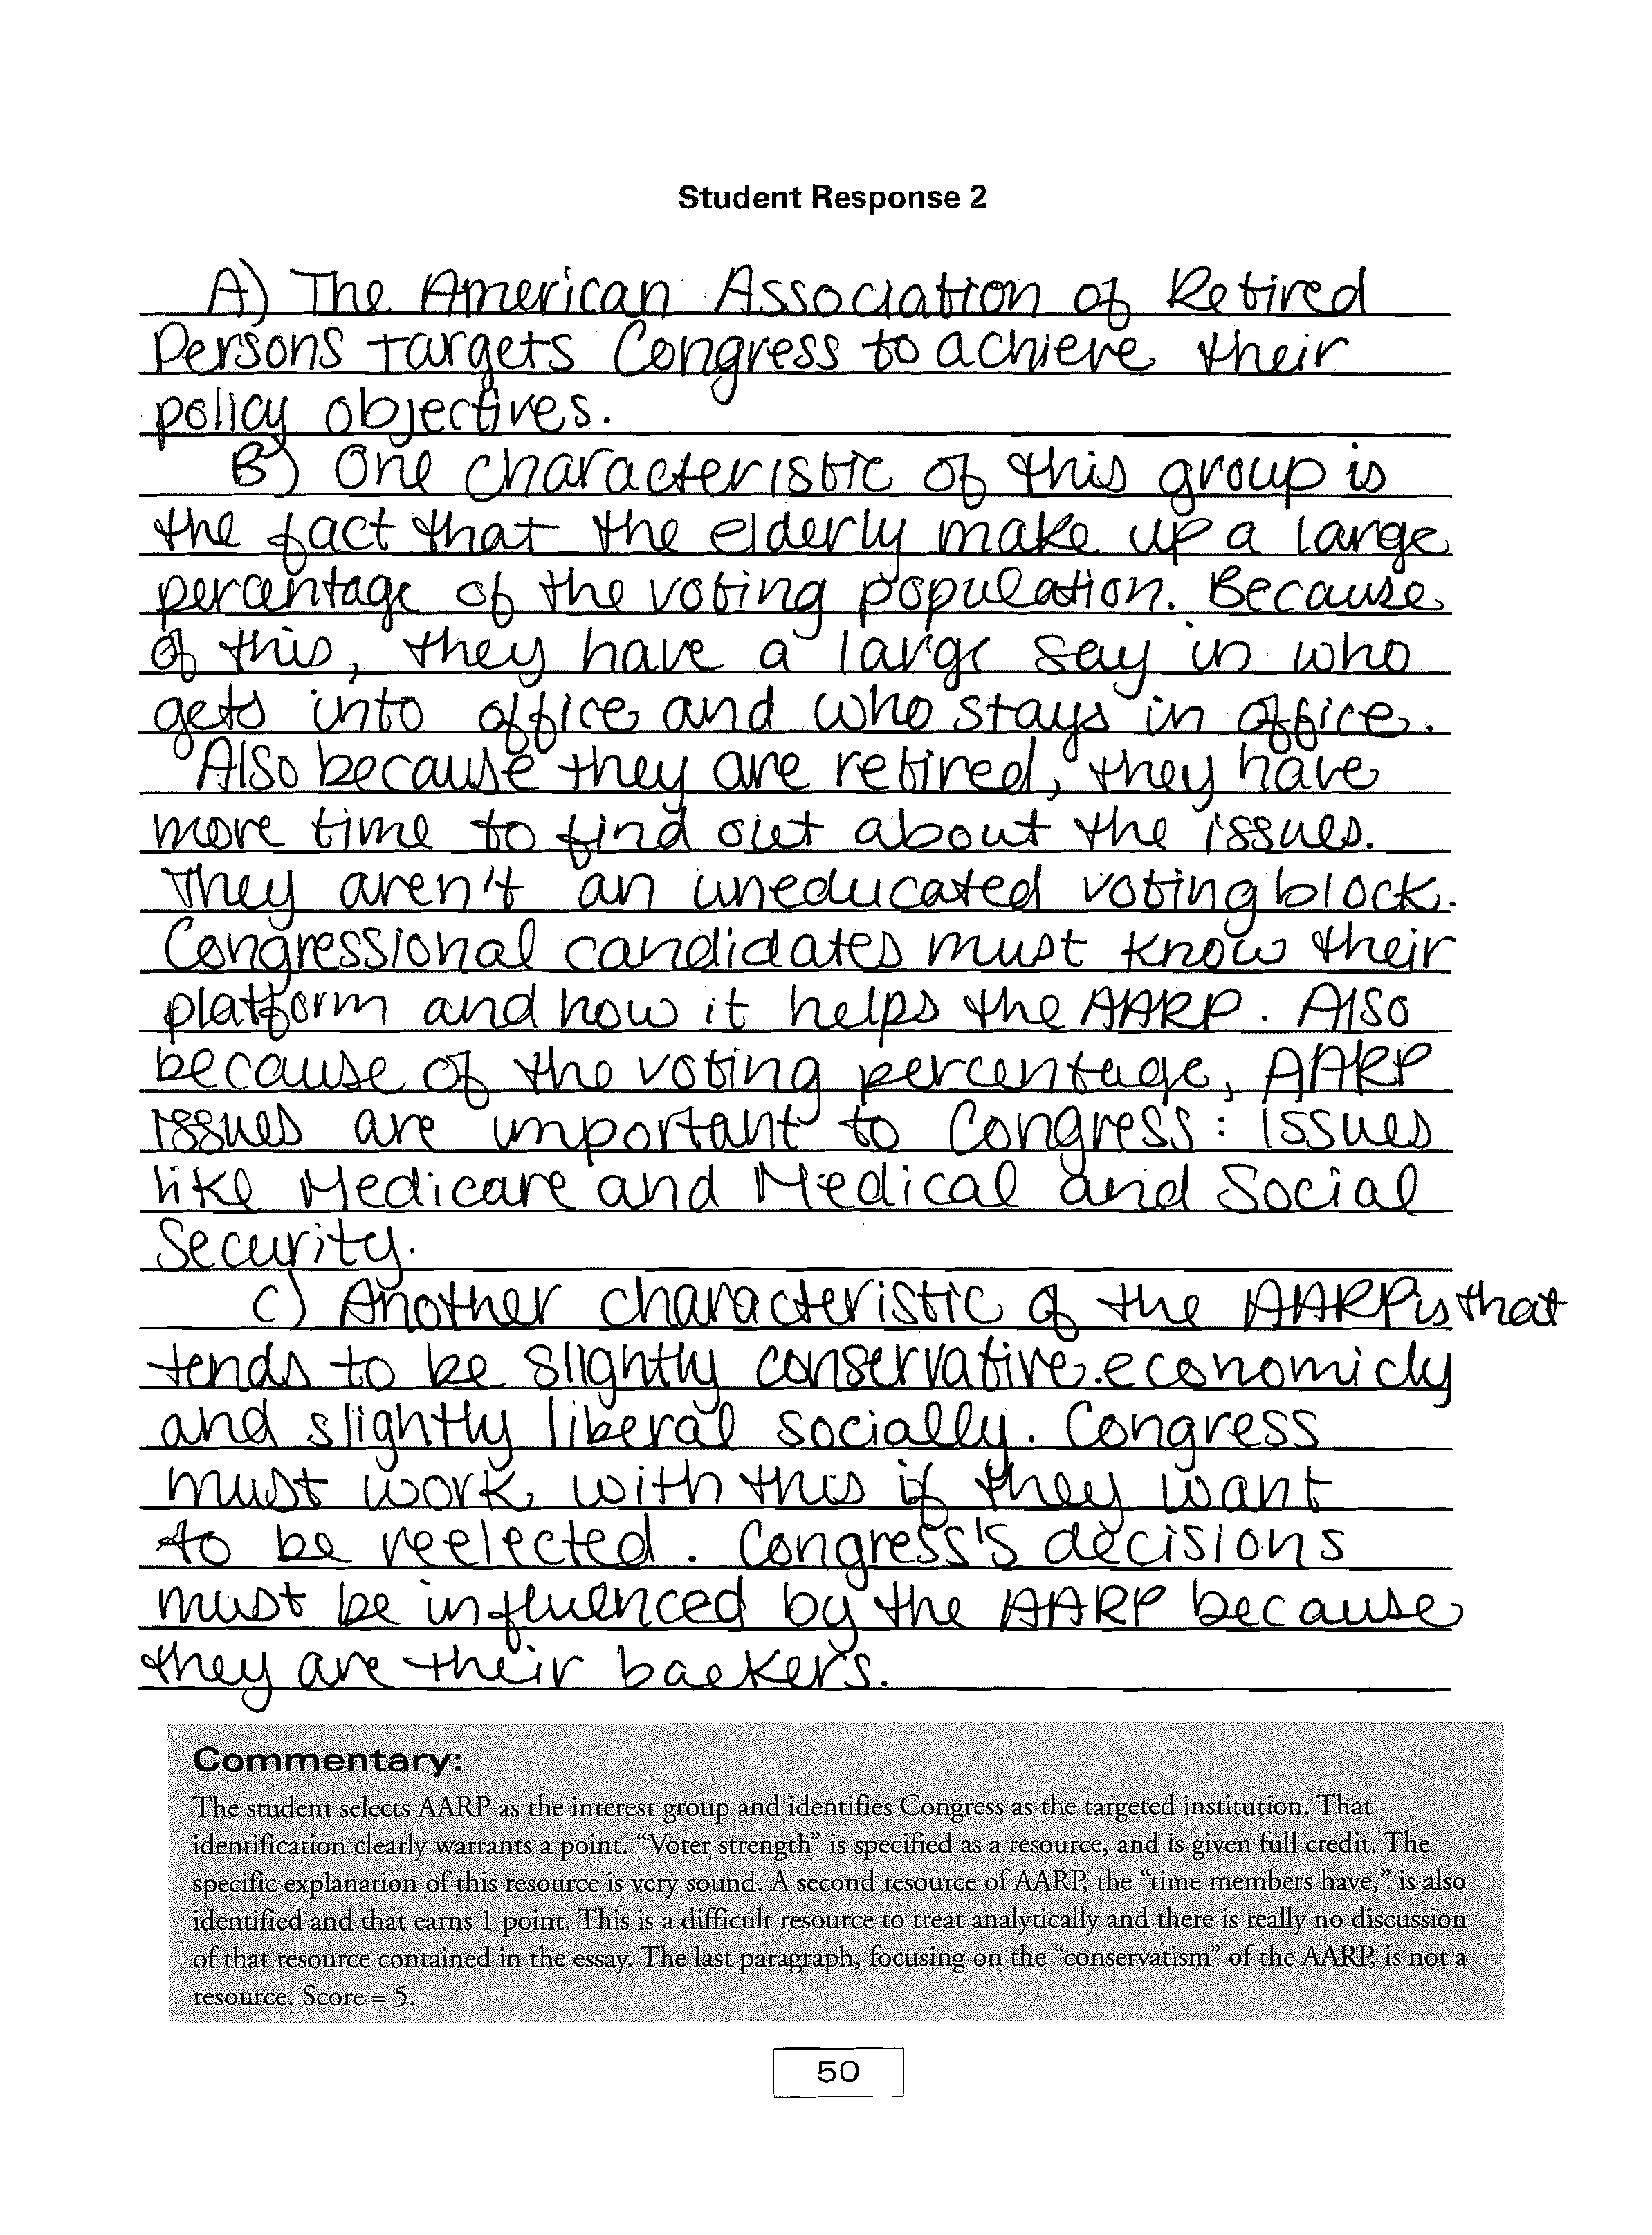 Student Response 2
A) The American Association of Retired
Persons targets Congress to achieve their
policy objectives.
B) One characteristic of this group is
the fact that the elderly make up a large
percentage of the voting population. Because
of this, they have a large say in who
gets into office and who stays in office.
Also because they are retired, they have
more time to find out about the issues.
They aren't an uneducated voting block.
Congressional candidates must know their
platform and how it helps the AARP. Also
because of the voting percentage, AARP
issues are important to Congress: issues
like Medicare and Medical and Social
Security.
C) Another characteristic of the AARP is that
tends to be slightly conservative economicly
and slightly liberal socially. Congress
must work with this if they want
to be reelected. Congress's decisions
must be influenced by the AARP because
they are their backers.
Commentary:
The student selects AARP as the interest group and identifies Congress as the targeted institution. That
identification clearly warrants a point. “Voter strength” is specified as a resource, and is given full credit. The
specific explanation of this resource is very sound. A second resource of AARP, the “time members have,” is also
identified and that earns 1 point. This is a difficult resource to treat analytically and there is really no discussion
of that resource contained in the essay. The last paragraph, focusing on the “conservatism” of the AARP, is not a
resource. Score = 5.
50